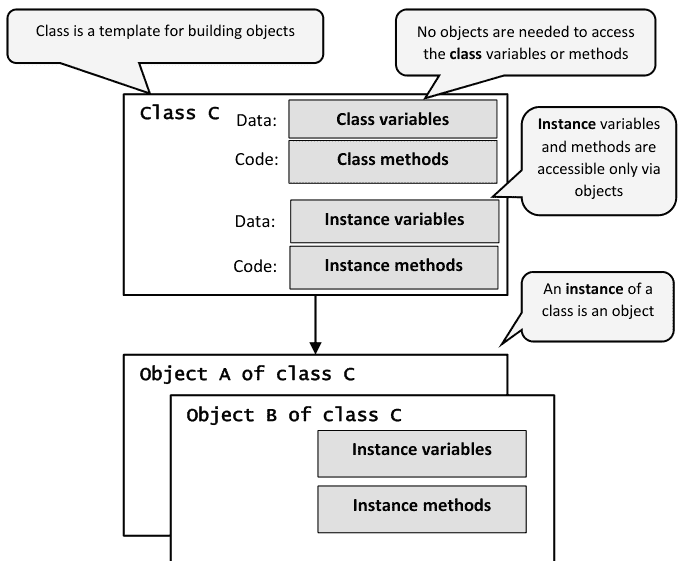 Class is a template for building objects
No objects are needed to access
the class variables or methods
Class C
Data:
Class variables
Code:
Class methods
Instance variables
and methods are
accessible only via
objects
Data:
Instance variables
Code:
Instance methods
An instance of a
class is an object
Object A of class C
Object B of class C
Instance variables
Instance methods